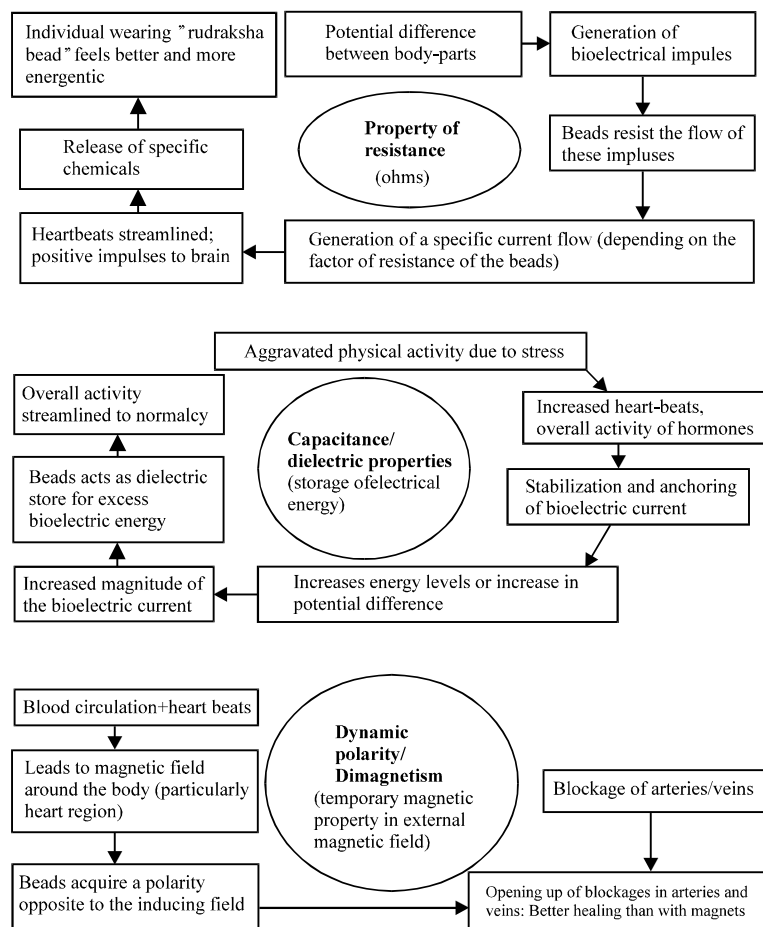 Individual wearing "rudraksha
bead" feels better and more
energentic
Potential difference
between body-parts
Generation of
bioelectrical impules
Release of specific
chemicals
Property of
resistance
(ohms)
Beads resist the flow of
these impluses
Heartbeats streamlined;
positive impulses to brain
Generation of a specific current flow (depending on the
factor of resistance of the beads)
Aggravated physical activity due to stress
Overall activity
streamlined to normalcy
Increased heart-beats,
overall activity of hormones
Capacitance/
dielectric properties
(storage ofelectrical
energy)
Beads acts as dielectric
store for excess
bioelectric energy
Stabilization and anchoring
of bioelectric current
Increased magnitude of
the bioelectric current
Increases energy levels or increase in
potential difference
Blood circulation+heart beats
Dynamic
polarity/
Dimagnetism
(temporary magnetic
property in external
magnetic field)
Leads to magnetic field
around the body (particularly
heart region)
Blockage of arteries/veins
Beads acquire a polarity
opposite to the inducing field
Opening up of blockages in arteries and
veins: Better healing than with magnets